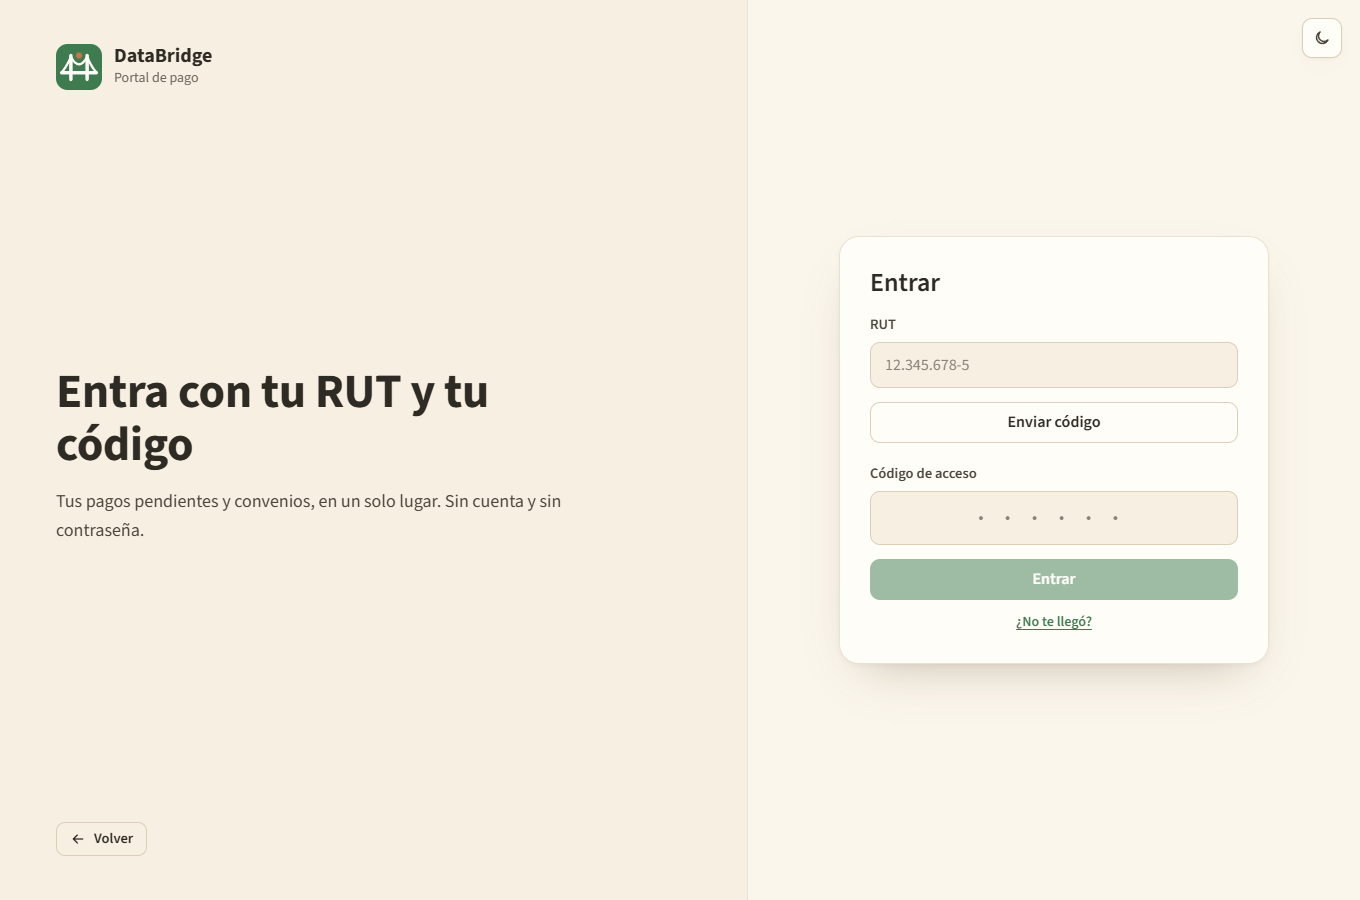 DataBridge
Portal de pago
Entra con tu RUT y tu
código
Tus pagos pendientes y convenios, en un solo lugar. Sin cuenta y sin
contraseña.
Volver
Entrar
RUT
12.345.678-5
Enviar código
Código de acceso
• • • • • •
Entrar
¿No te llegó?